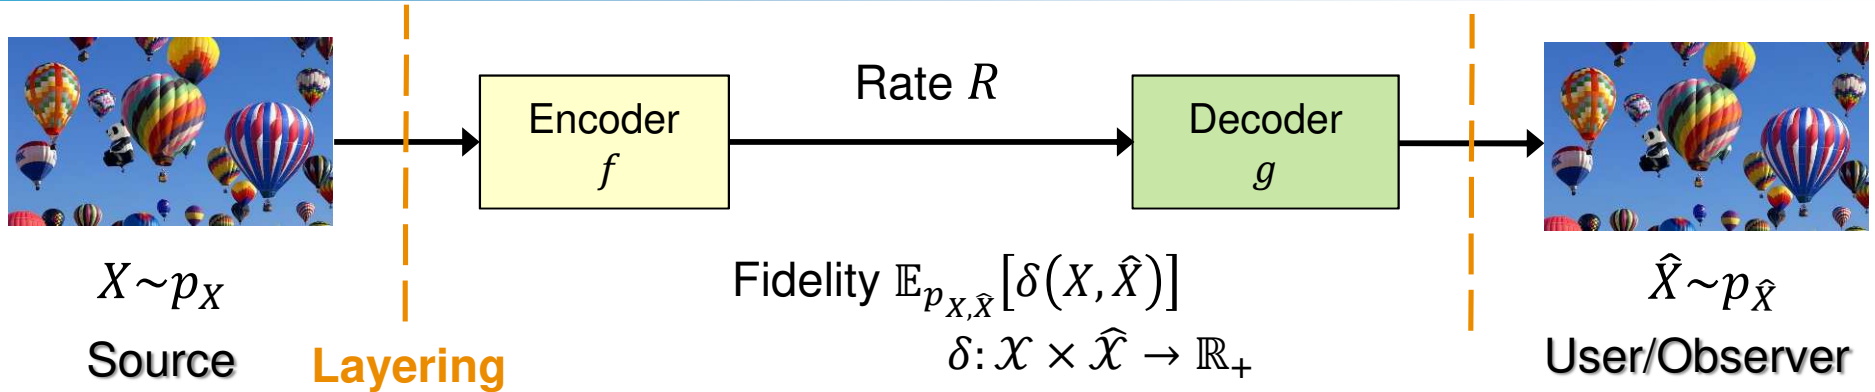 Encoder
f
Rate R
Decoder
g
X~p_X
Fidelity 𝔼_{p_{X,X̂}}[δ(X, X̂)]
X̂~p_X̂
δ: 𝒳 × 𝒳̂ → ℝ₊
Source
Layering
User/Observer